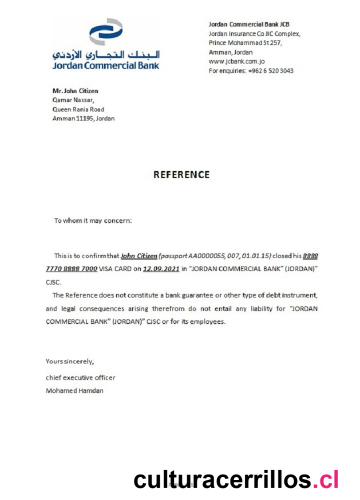 البنك التجاري الأردني
Jordan Commercial Bank
Jordan Commercial Bank JCB
Jordan Insurance Co JIC Complex,
Prince Mohammad St 257,
Amman, Jordan
www.jcbank.com.jo
For enquiries: +962 6 520 3043
Mr. John Citizen
Qamar Nassar,
Queen Rania Road
Amman 11195, Jordan
REFERENCE
To whom it may concern:
This is to confirm that John Citizen (passport AA0000055, 007, 01.01.15) closed his 8888
7770 8888 7000 VISA CARD on 12.09.2021 in “JORDAN COMMERCIAL BANK” (JORDAN)”
CJSC.
The Reference does not constitute a bank guarantee or other type of debt instrument,
and legal consequences arising therefrom do not entail any liability for “JORDAN
COMMERCIAL BANK” (JORDAN)” CJSC or for its employees.
Yours sincerely,
chief executive officer
Mohamed Hamdan
culturacerrillos.cl